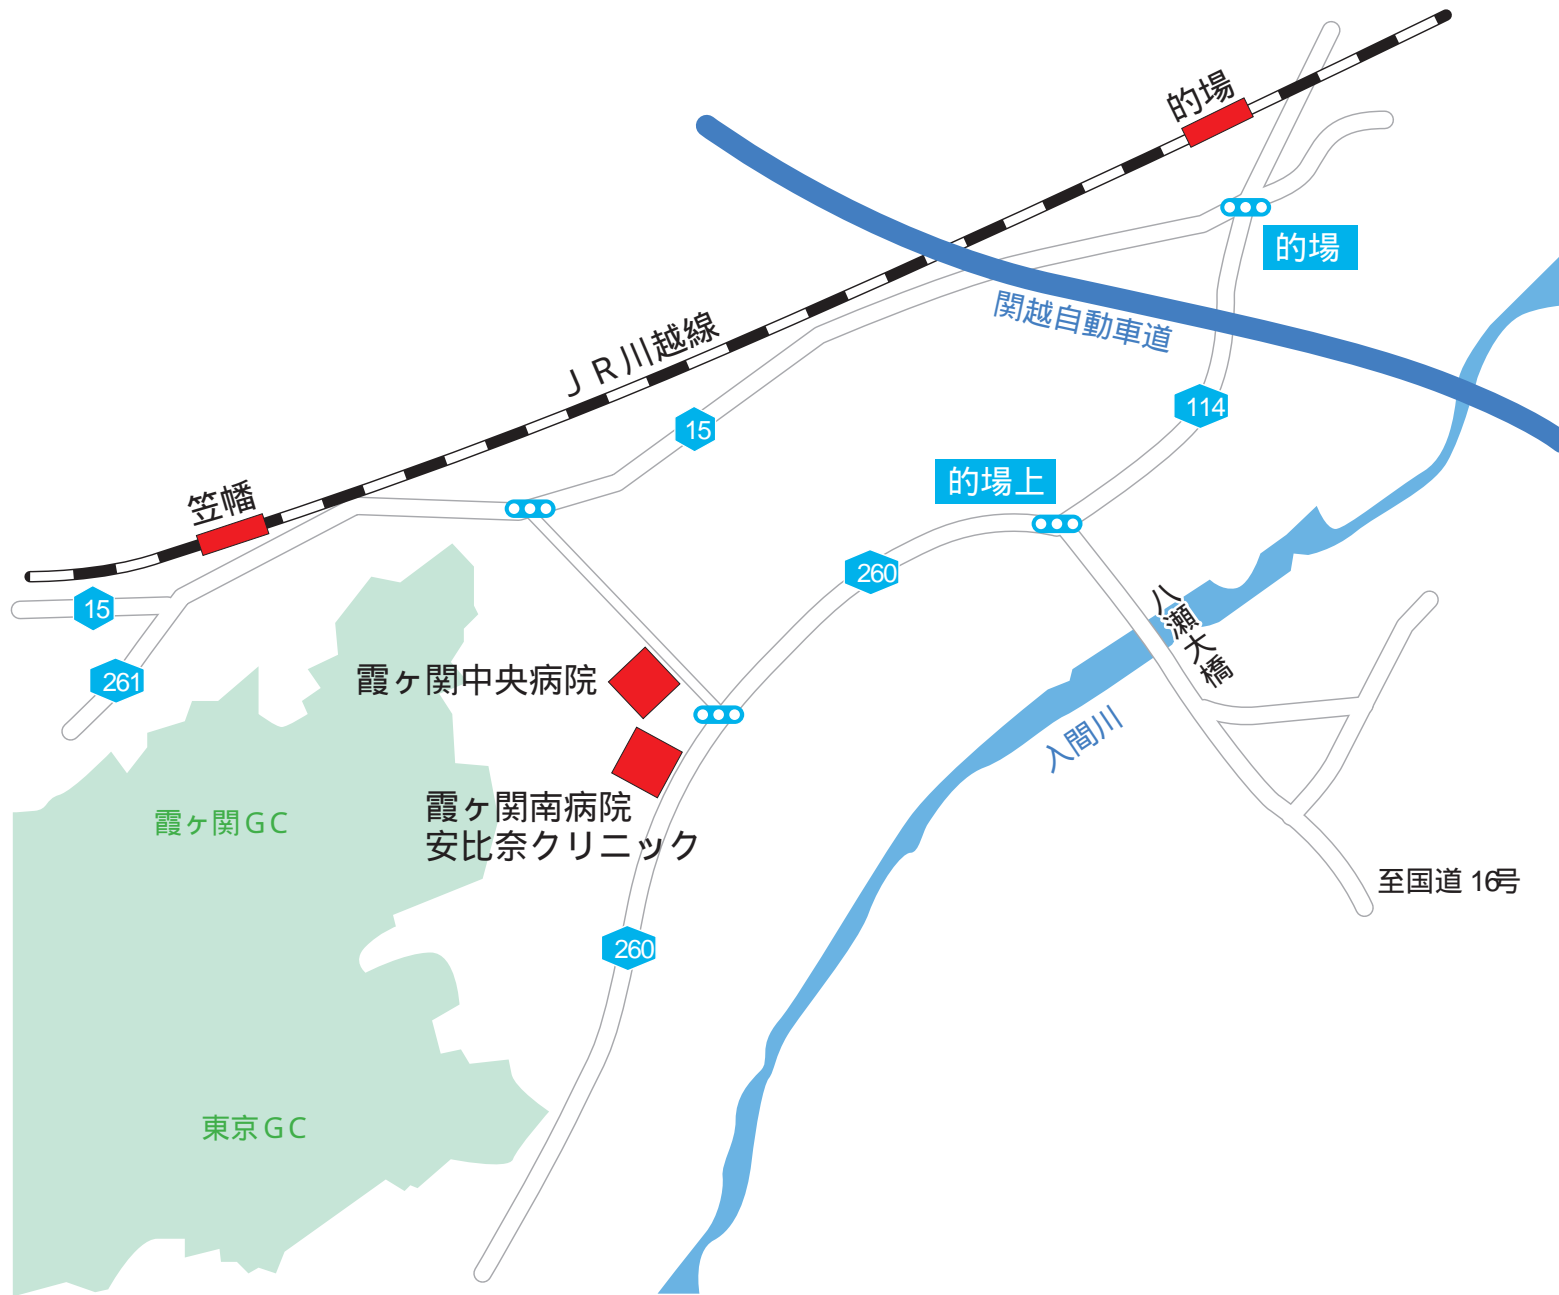 的場
的場
関越自動車道
ＪＲ川越線
114
15
的場上
笠幡
260
15
八瀬大橋
261
霞ヶ関中央病院
入間川
霞ヶ関南病院
安比奈クリニック
霞ヶ関GC
至国道16号
260
東京GC